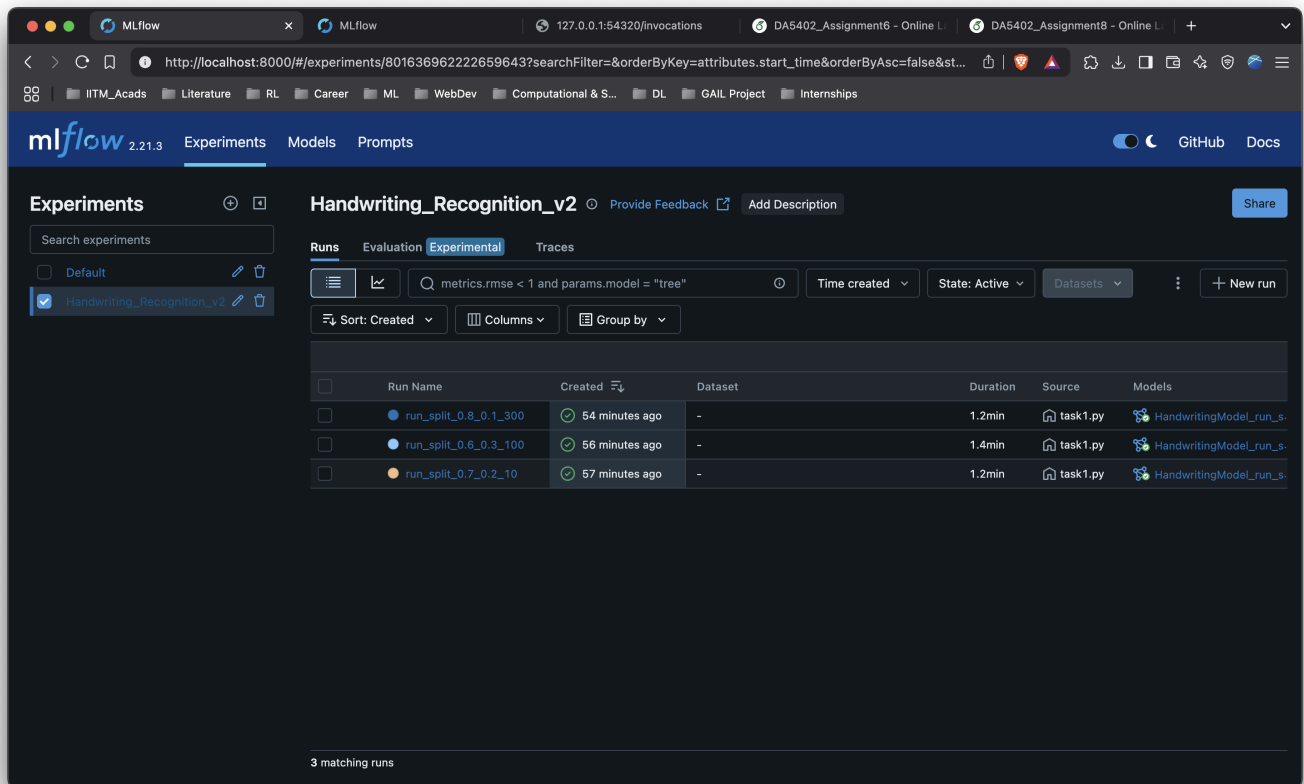 MLflow MLflow 127.0.0.1:54320/invocations DA5402_Assignment6 - Online L DA5402_Assignment8 - Online L
http://localhost:8000/#/experiments/801636962222659643?searchFilter=&orderByKey=attributes.start_time&orderByAsc=false&st...
IITM_Acads Literature RL Career ML WebDev Computational & S... DL GAIL Project Internships
mlflow 2.21.3 Experiments Models Prompts GitHub Docs
Experiments
Search experiments
Default
Handwriting_Recognition_v2
Handwriting_Recognition_v2 Provide Feedback Add Description Share
Runs Evaluation Experimental Traces
metrics.rmse < 1 and params.model = "tree" Time created State: Active Datasets New run
Sort: Created Columns Group by
Run Name Created Dataset Duration Source Models
run_split_0.8_0.1_300 54 minutes ago - 1.2min task1.py HandwritingModel_run_s
run_split_0.6_0.3_100 56 minutes ago - 1.4min task1.py HandwritingModel_run_s
run_split_0.7_0.2_10 57 minutes ago - 1.2min task1.py HandwritingModel_run_s
3 matching runs